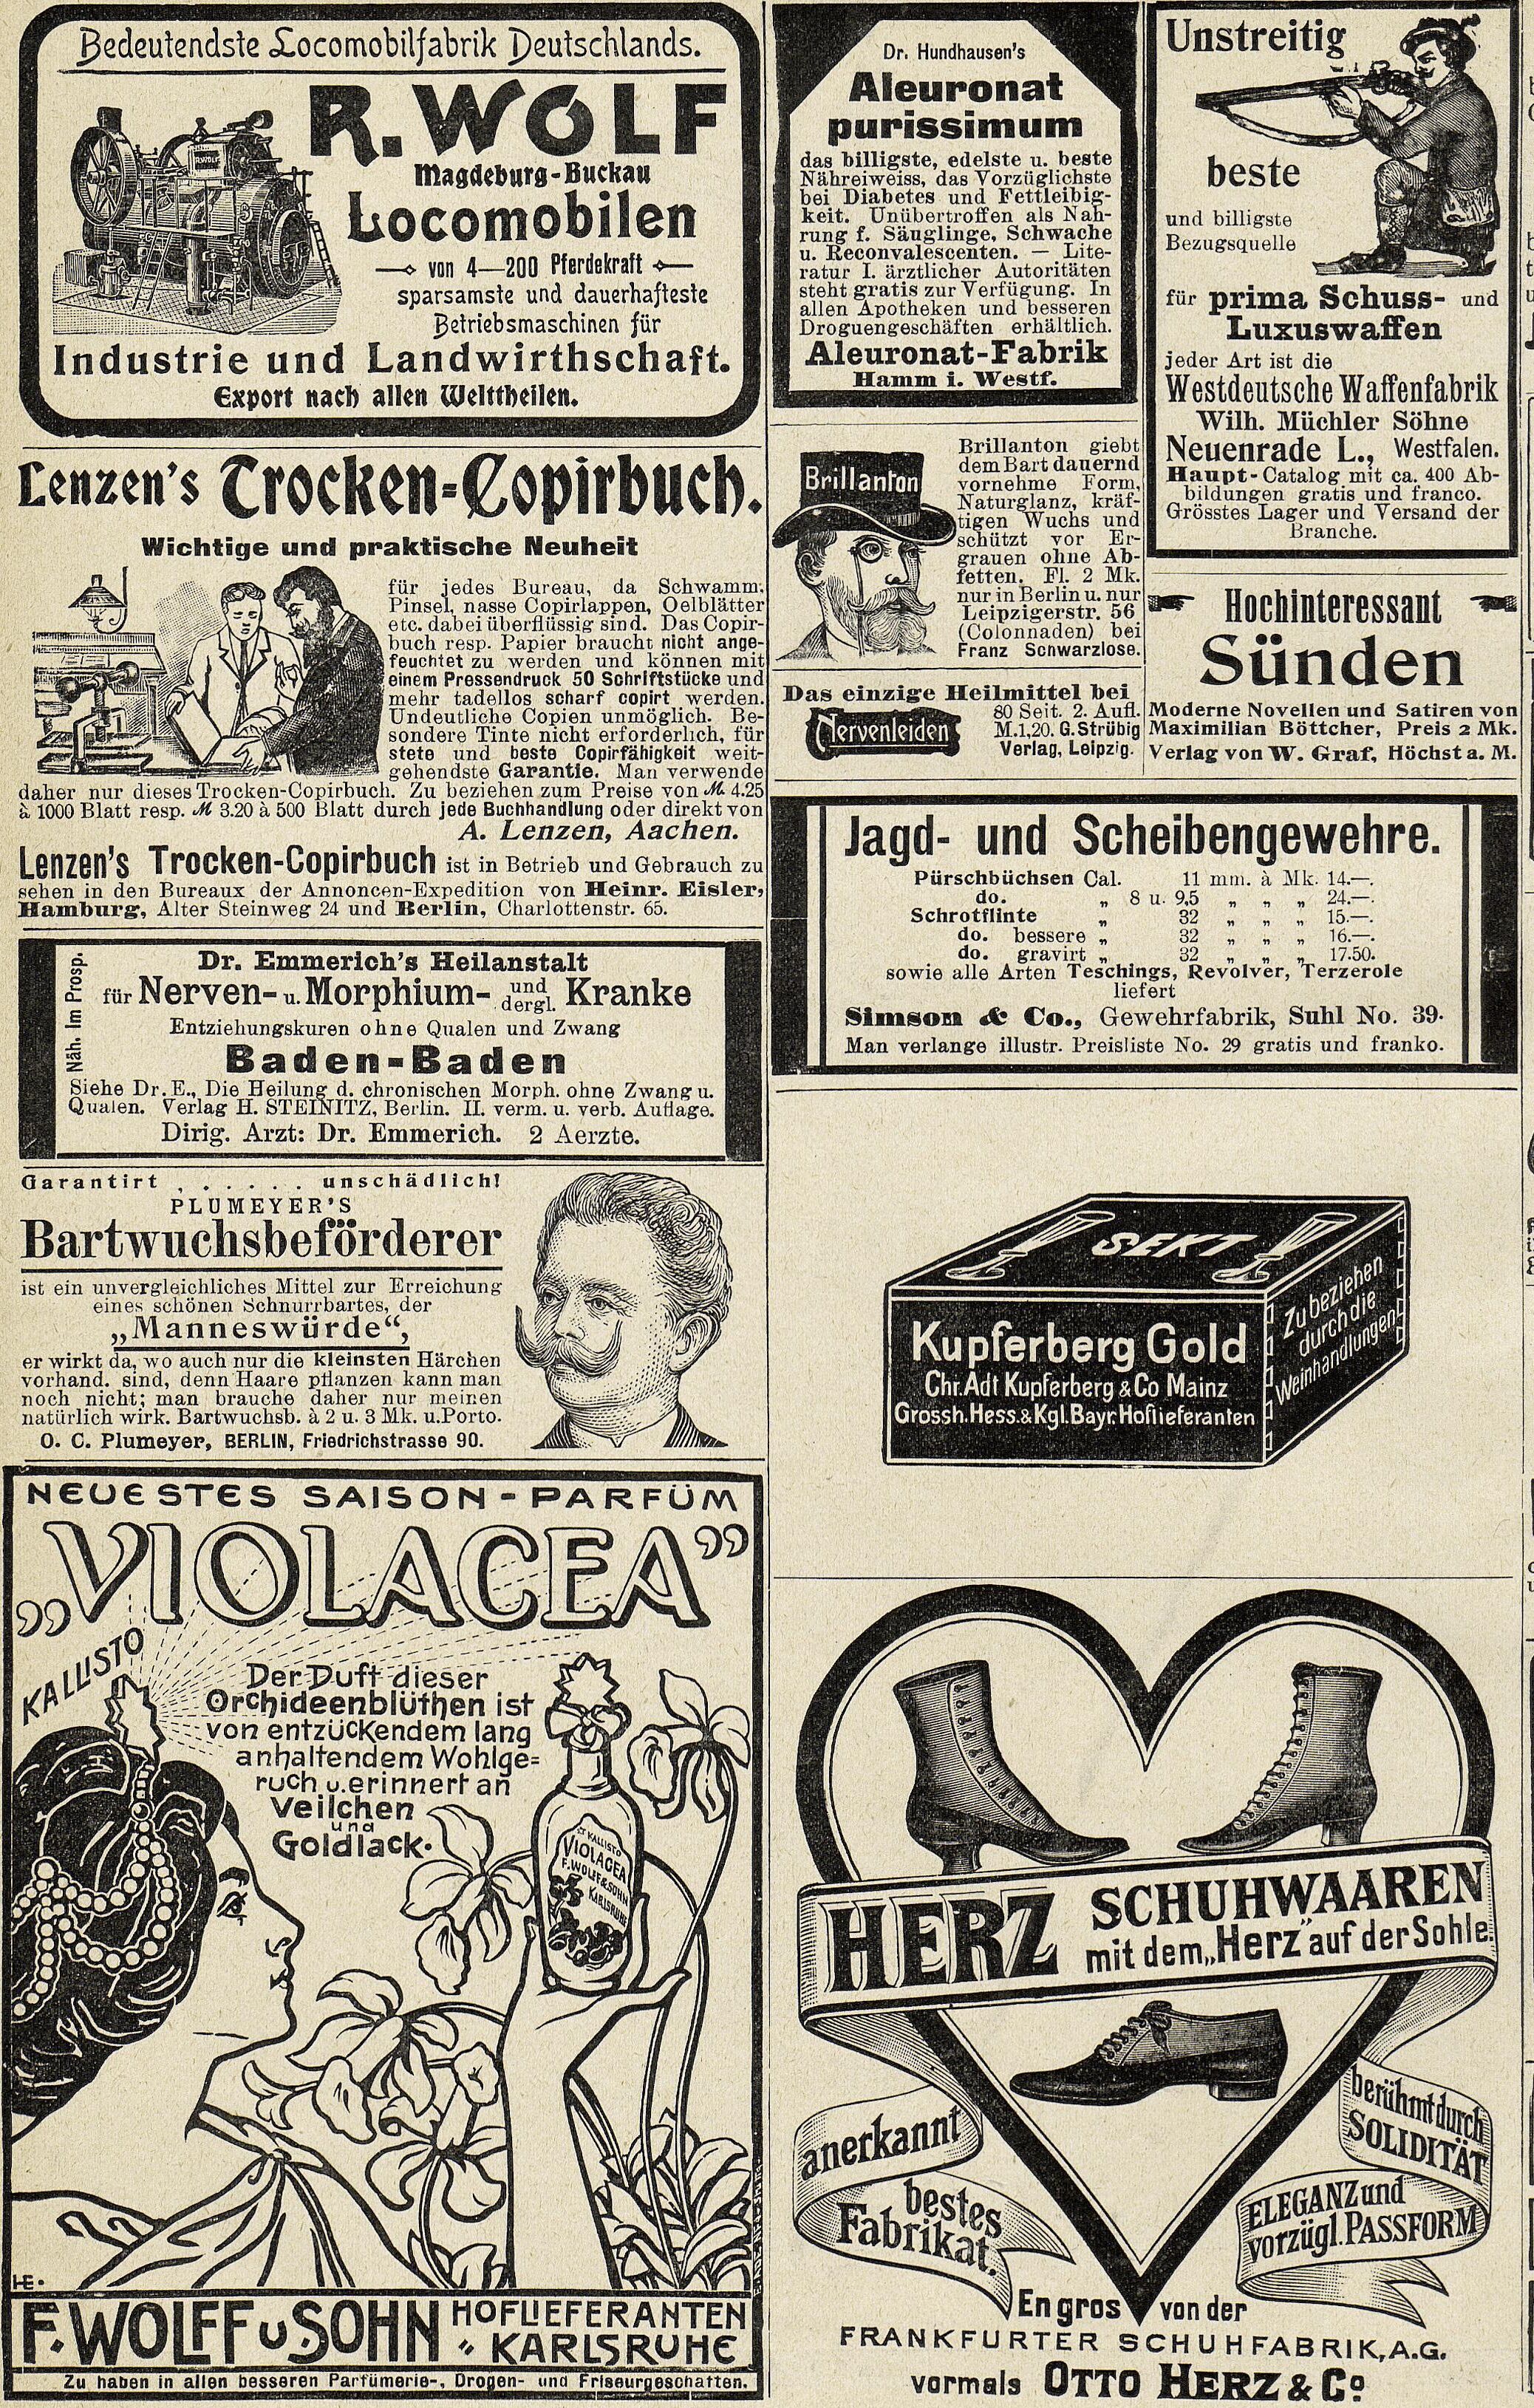 Bedeutendste Locomobilfabrik Deutschlands.
R. WOLF
R.WOLF
Magdeburg-Buckau
Locomobilen
von 4—200 Pferdekraft
sparsamste und dauerhafteste
Betriebsmaschinen für
Industrie und Landwirthschaft.
Export nach allen Welttheilen.
Lenzen's Trocken-Copirbuch.
Wichtige und praktische Neuheit
für jedes Bureau, da Schwamm,
Pinsel, nasse Copirlappen, Oelblätter
etc. dabei überflüssig sind. Das Copir-
buch resp. Papier braucht nicht ange-
feuchtet zu werden und können mit
einem Pressendruck 50 Schriftstücke und
mehr tadellos scharf copirt werden.
Undeutliche Copien unmöglich. Be-
sondere Tinte nicht erforderlich, für
stete und beste Copirfähigkeit weit-
gehendste Garantie. Man verwende
daher nur dieses Trocken-Copirbuch. Zu beziehen zum Preise von M. 4.25
à 1000 Blatt resp. M 3.20 à 500 Blatt durch jede Buchhandlung oder direkt von
A. Lenzen, Aachen.
Lenzen's Trocken-Copirbuch ist in Betrieb und Gebrauch zu
sehen in den Bureaux der Annoncen-Expedition von Heinr. Eisler,
Hamburg, Alter Steinweg 24 und Berlin, Charlottenstr. 65.
Näh. im Prosp.
Dr. Emmerich's Heilanstalt
für Nerven- u. Morphium- und dergl. Kranke
Entziehungskuren ohne Qualen und Zwang
Baden-Baden
Siehe Dr. E., Die Heilung d. chronischen Morph. ohne Zwang u.
Qualen. Verlag H. STEINITZ, Berlin. II. verm. u. verb. Auflage.
Dirig. Arzt: Dr. Emmerich. 2 Aerzte.
Garantirt . . . . . . unschädlich!
PLUMEYER'S
Bartwuchsbeförderer
ist ein unvergleichliches Mittel zur Erreichung
eines schönen Schnurrbartes, der
„Manneswürde“,
er wirkt da, wo auch nur die kleinsten Härchen
vorhand. sind, denn Haare pflanzen kann man
noch nicht; man brauche daher nur meinen
natürlich wirk. Bartwuchsb. à 2 u. 3 Mk. u. Porto.
O. C. Plumeyer, BERLIN, Friedrichstrasse 90.
NEUESTES SAISON-PARFÜM
„VIOLACEA”
KALLISTO
Der Duft dieser
Orchideenblüthen ist
von entzückendem lang
anhaltendem Wohlge=
ruch u. erinnert an
Veilchen
und
Goldlack.
KALLISTO
VIOLACEA
F. WOLFF & SOHN
KARLSRUHE
HE.
F. WOLFF u. SOHN HOFLIEFERANTEN
KARLSRUHE
Zu haben in allen besseren Parfümerie-, Drogen- und Friseurgeschäften.
Dr. Hundhausen's
Aleuronat
purissimum
das billigste, edelste u. beste
Nähreiweiss, das Vorzüglichste
bei Diabetes und Fettleibig-
keit. Unübertroffen als Nah-
rung f. Säuglinge, Schwache
u. Reconvalescenten. — Lite-
ratur I. ärztlicher Autoritäten
steht gratis zur Verfügung. In
allen Apotheken und besseren
Droguengeschäften erhältlich.
Aleuronat-Fabrik
Hamm i. Westf.
Brillanton
Brillanton giebt
dem Bart dauernd
vornehme Form,
Naturglanz, kräf-
tigen Wuchs und
schützt vor Er-
grauen ohne Ab-
fetten. Fl. 2 Mk.
nur in Berlin u. nur
Leipzigerstr. 56
(Colonnaden) bei
Franz Schwarzlose.
Das einzige Heilmittel bei
Nervenleiden
80 Seit. 2. Aufl.
M. 1,20. G. Strübig
Verlag, Leipzig.
Unstreitig
beste
und billigste
Bezugsquelle
für prima Schuss- und
Luxuswaffen
jeder Art ist die
Westdeutsche Waffenfabrik
Wilh. Müchler Söhne
Neuenrade L., Westfalen.
Haupt-Catalog mit ca. 400 Ab-
bildungen gratis und franco.
Grösstes Lager und Versand der
Branche.
Hochinteressant
Sünden
Moderne Novellen und Satiren von
Maximilian Böttcher, Preis 2 Mk.
Verlag von W. Graf, Höchst a. M.
Jagd- und Scheibengewehre.
Pürschbüchsen Cal. 11 mm. à Mk. 14.—.
do. „ 8 u. 9,5 „ „ „ 24.—.
Schrotflinte „ 32 „ „ „ 15.—.
do. bessere „ 32 „ „ „ 16.—.
do. gravirt „ 32 „ „ „ 17.50.
sowie alle Arten Teschings, Revolver, Terzerole
liefert
Simson & Co., Gewehrfabrik, Suhl No. 39.
Man verlange illustr. Preisliste No. 29 gratis und franko.
SEKT
Kupferberg Gold
Chr. Adt Kupferberg & Co Mainz
Grossh. Hess. & Kgl. Bayr. Hoflieferanten
Zu beziehen
durch die
Weinhandlungen
HERZ SCHUHWAAREN
mit dem „Herz” auf der Sohle.
anerkannt
bestes
Fabrikat.
berühmt durch
SOLIDITÄT
ELEGANZ und
vorzügl. PASSFORM
En gros von der
FRANKFURTER SCHUHFABRIK, A.G.
vormals OTTO HERZ & Co